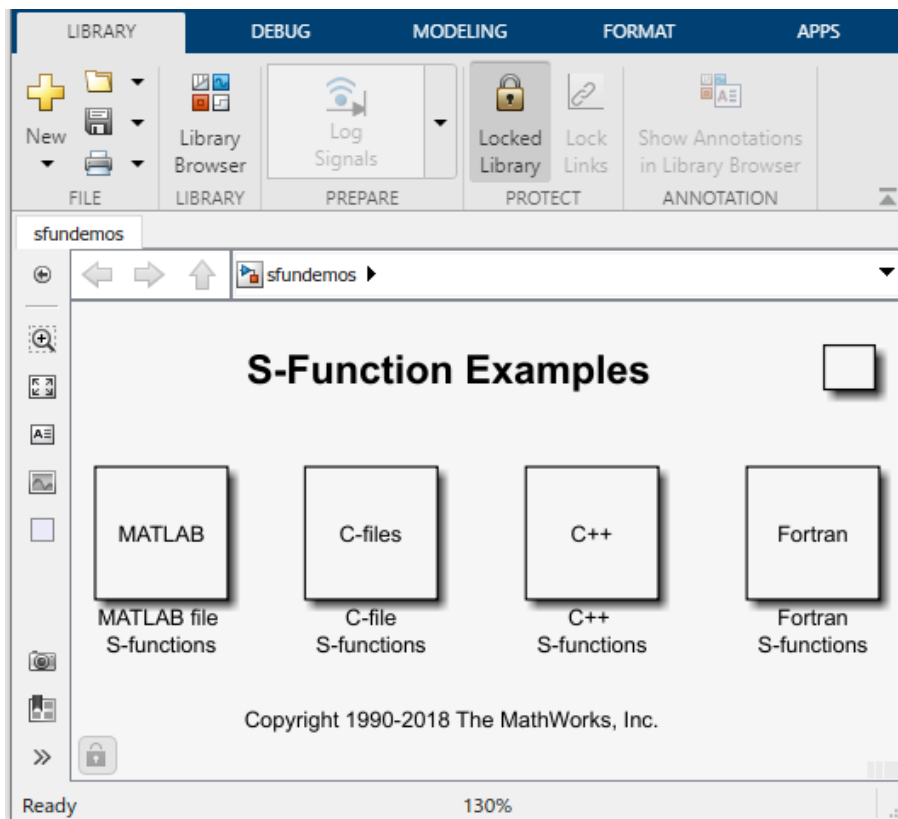 LIBRARY DEBUG MODELING FORMAT APPS
New
Library
Browser
Log
Signals
Locked
Library
Lock
Links
Show Annotations
in Library Browser
FILE LIBRARY PREPARE PROTECT ANNOTATION
sfundemos
sfundemos
S-Function Examples
MATLAB C-files C++ Fortran
MATLAB file
S-functions
C-file
S-functions
C++
S-functions
Fortran
S-functions
Copyright 1990-2018 The MathWorks, Inc.
Ready 130%